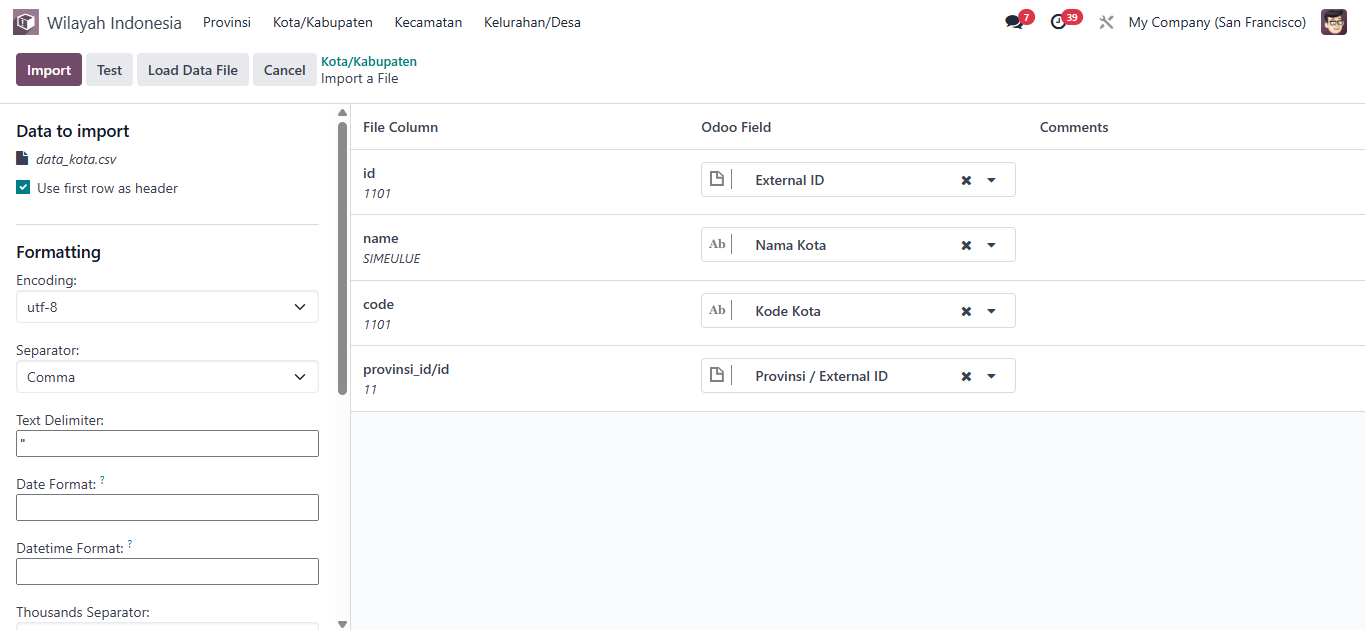 Wilayah Indonesia Provinsi Kota/Kabupaten Kecamatan Kelurahan/Desa 7 39 My Company (San Francisco)
Import Test Load Data File Cancel Kota/Kabupaten
Import a File
Data to import
data_kota.csv
Use first row as header
Formatting
Encoding:
utf-8
Separator:
Comma
Text Delimiter:
"
Date Format: ?
Datetime Format: ?
Thousands Separator:
File Column Odoo Field Comments
id
1101
External ID
name
SIMEULUE
Ab Nama Kota
code
1101
Ab Kode Kota
provinsi_id/id
11
Provinsi / External ID